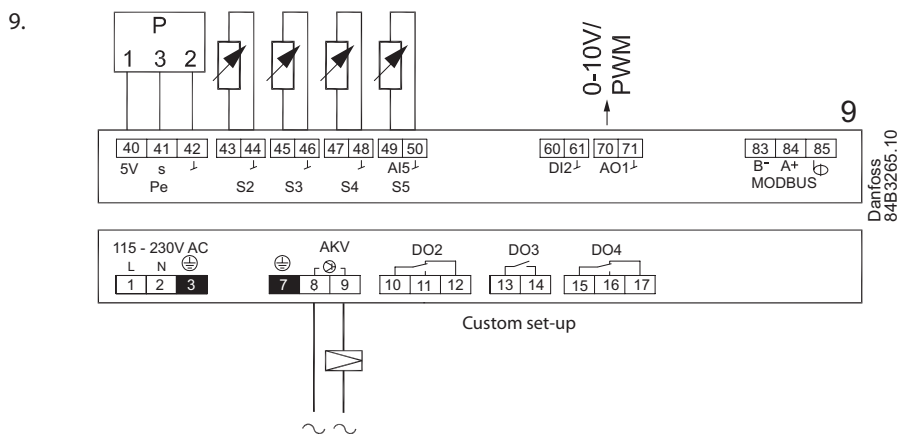 9.
P
1 3 2
0-10V/
PWM
9
40 41 42 43 44 45 46 47 48 49 50 60 61 70 71 83 84 85
5V s AI5 DI2 AO1 B- A+
Pe S2 S3 S4 S5 MODBUS
Danfoss
84B3265.10
115 - 230V AC AKV DO2 DO3 DO4
L N
1 2 3 7 8 9 10 11 12 13 14 15 16 17
Custom set-up